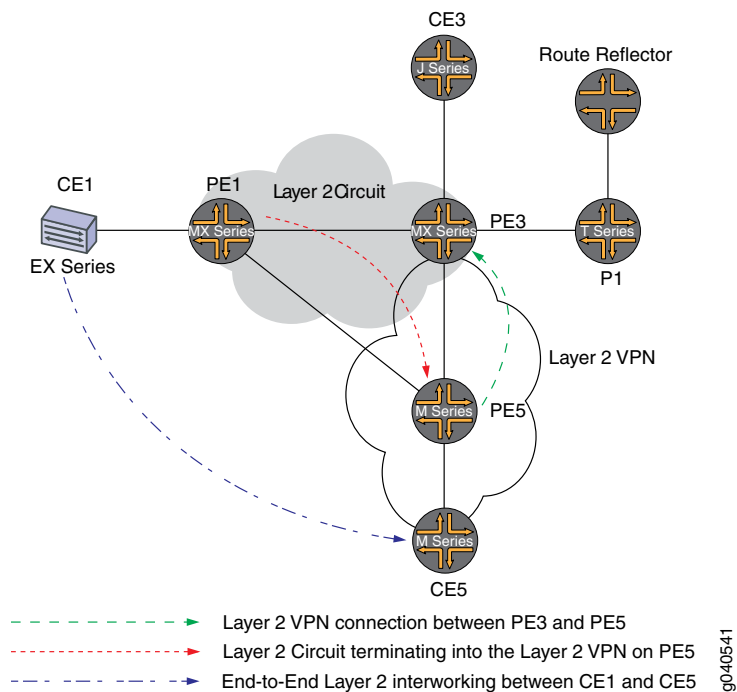 CE3
J Series
Route Reflector
CE1
PE1
Layer 2Circuit
MX Series
MX Series
PE3
T Series
EX Series
P1
Layer 2 VPN
M Series
PE5
M Series
CE5
Layer 2 VPN connection between PE3 and PE5
Layer 2 Circuit terminating into the Layer 2 VPN on PE5
End-to-End Layer 2 interworking between CE1 and CE5
g040541